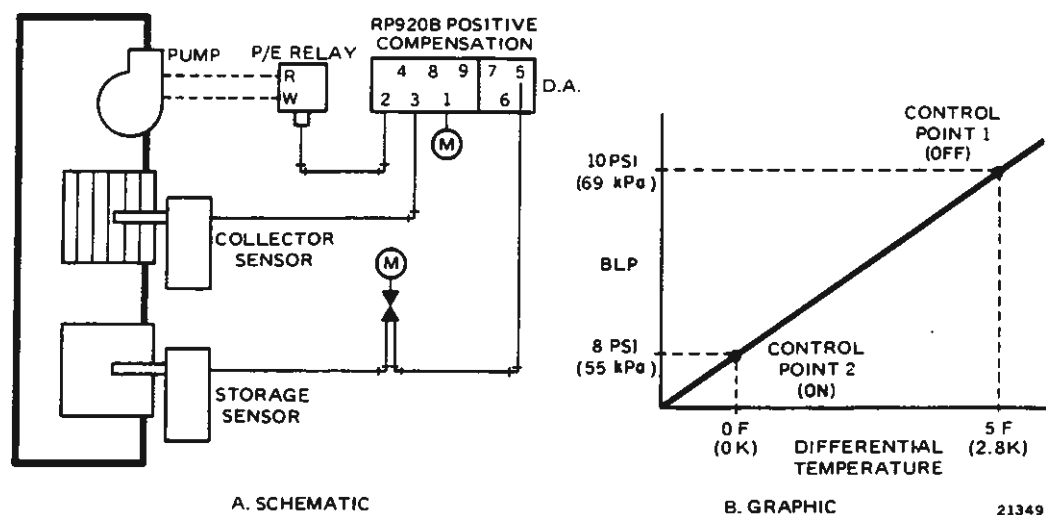 RP920B POSITIVE
COMPENSATION
PUMP
P/E RELAY
R
W
4 8 9 7 5
2 3 1 6
D.A.
M
COLLECTOR
SENSOR
M
STORAGE
SENSOR
A. SCHEMATIC
CONTROL
POINT 1
(OFF)
10 PSI
(69 kPa)
BLP
8 PSI
(55 kPa)
CONTROL
POINT 2
(ON)
0 F
(0K)
5 F
(2.8K)
DIFFERENTIAL
TEMPERATURE
B. GRAPHIC
21349